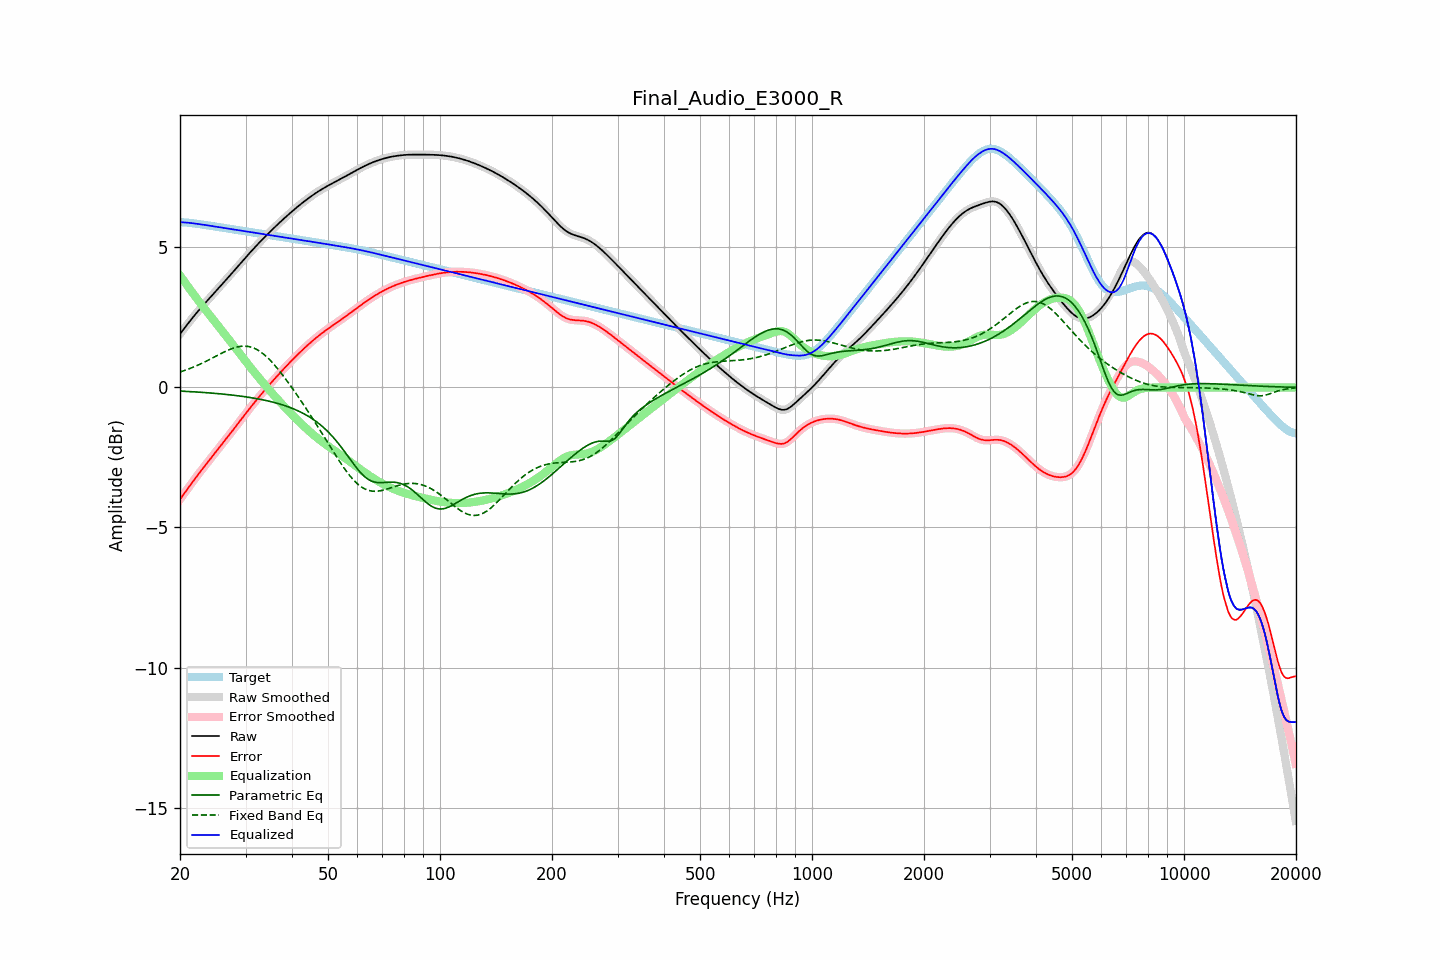 Final_Audio_E3000_R
Amplitude (dBr)
5
0
−5
−10
−15
Target
Raw Smoothed
Error Smoothed
Raw
Error
Equalization
Parametric Eq
Fixed Band Eq
Equalized
20 50 100 200 500 1000 2000 5000 10000 20000
Frequency (Hz)